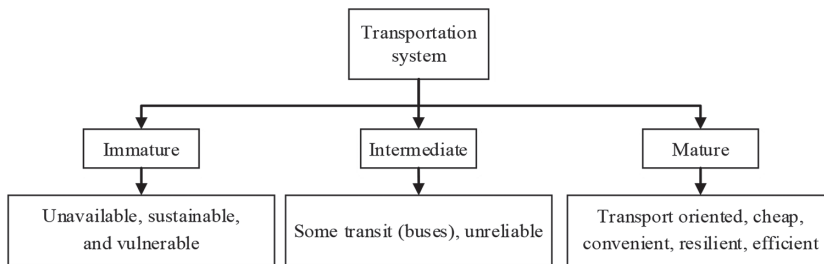 Transportation
system
Immature
Intermediate
Mature
Unavailable, sustainable,
and vulnerable
Some transit (buses), unreliable
Transport oriented, cheap,
convenient, resilient, efficient